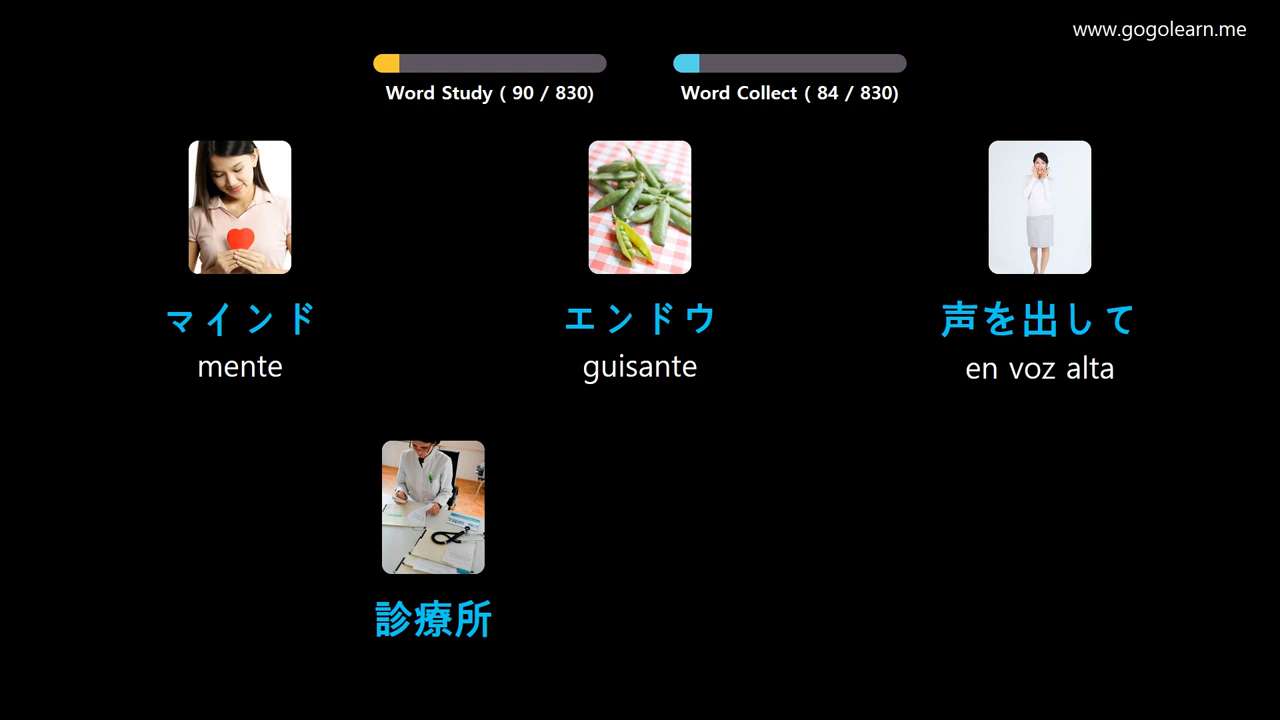 www.gogolearn.me
Word Study ( 90 / 830)
Word Collect ( 84 / 830)
マインド
エンドウ
声を出して
mente
guisante
en voz alta
診療所